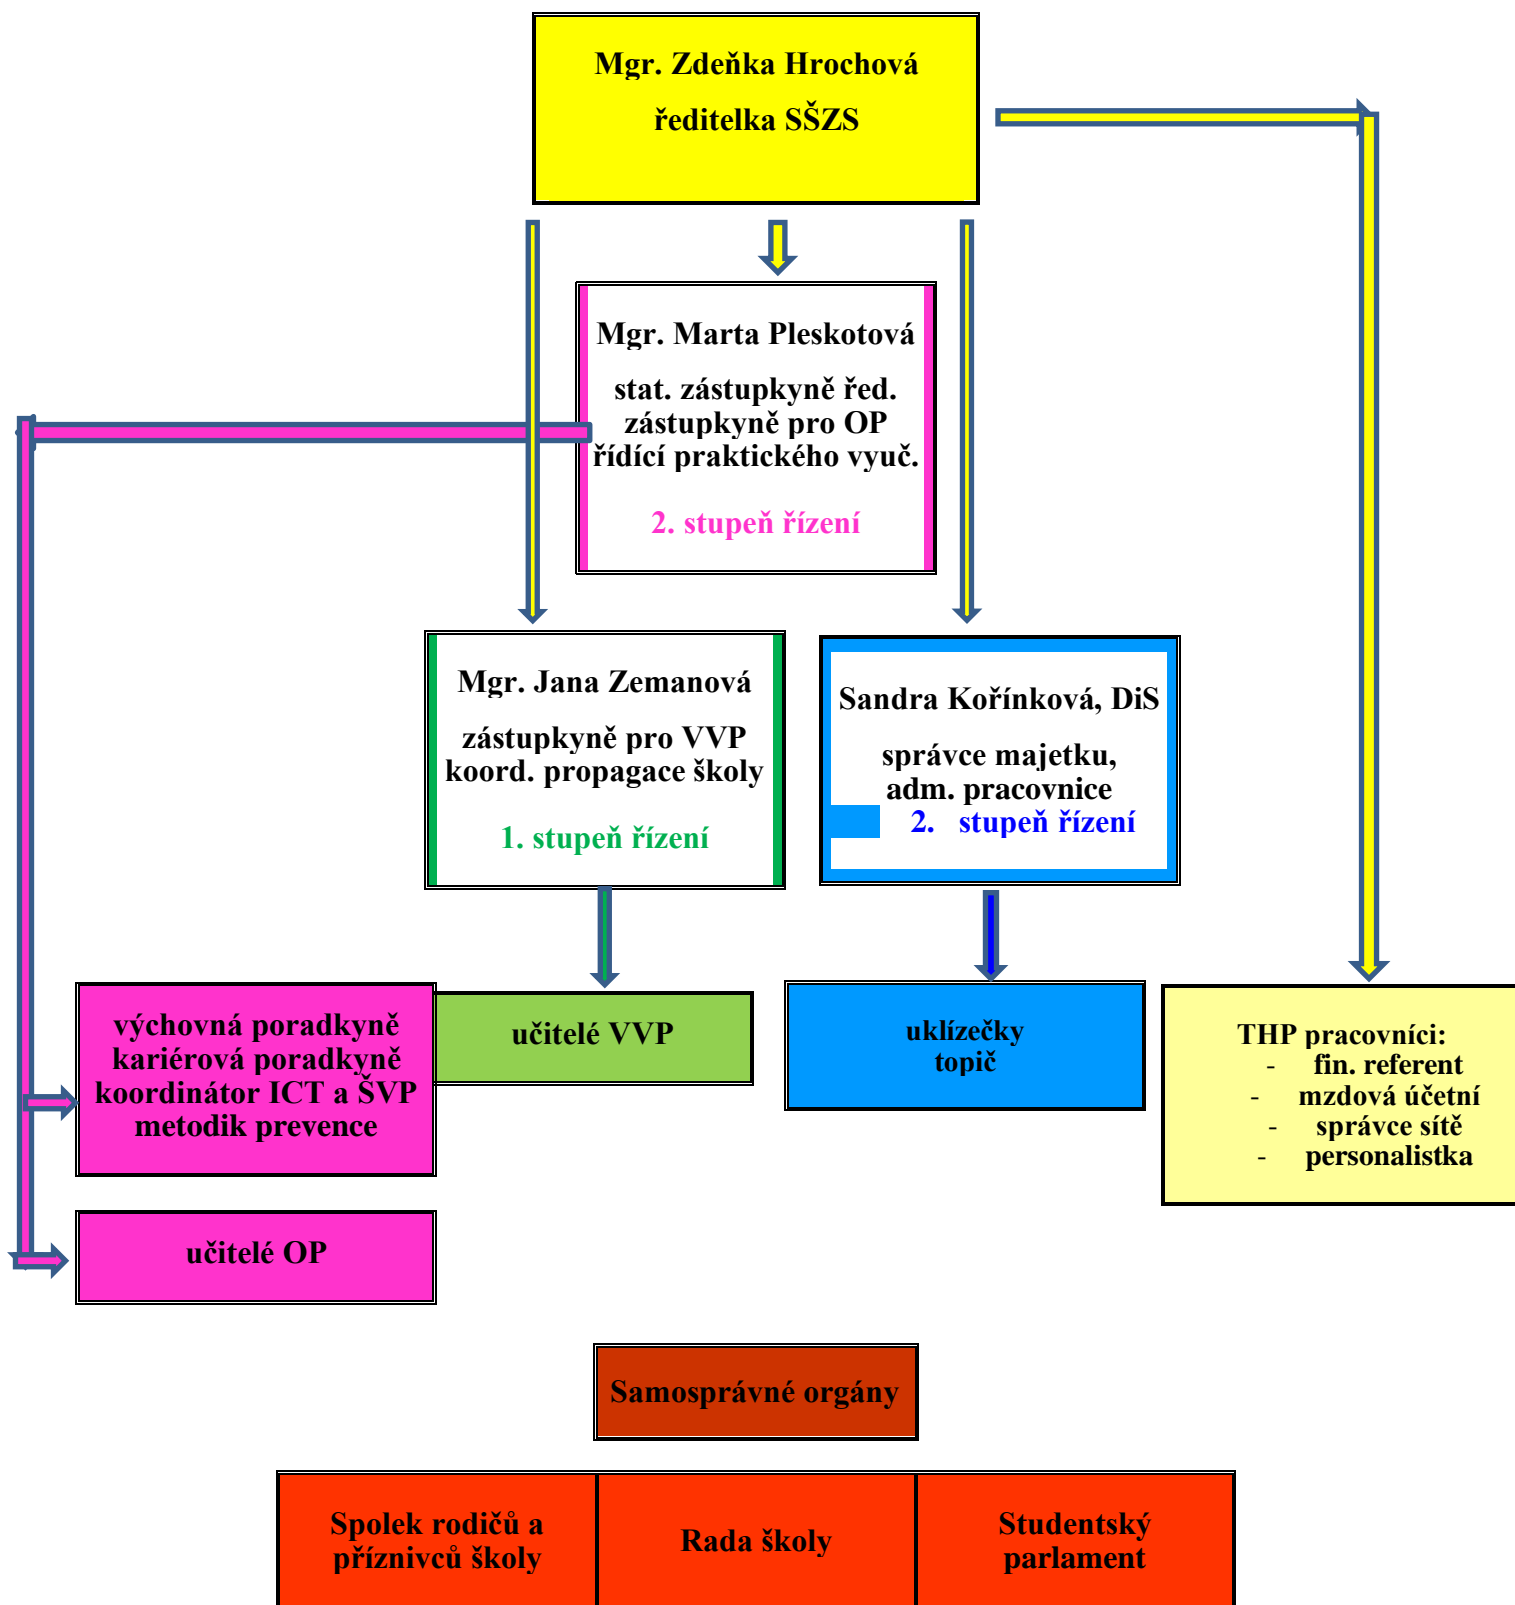 Mgr. Zdeňka Hrochová
ředitelka SŠZS
Mgr. Marta Pleskotová
stat. zástupkyně řed.
zástupkyně pro OP
řídící praktického vyuč.
2. stupeň řízení
Mgr. Jana Zemanová
zástupkyně pro VVP
koord. propagace školy
1. stupeň řízení
Sandra Kořínková, DiS
správce majetku,
adm. pracovnice
2. stupeň řízení
výchovná poradkyně
kariérová poradkyně
koordinátor ICT a ŠVP
metodik prevence
učitelé VVP
uklízečky
topič
THP pracovníci:
- fin. referent
- mzdová účetní
- správce sítě
- personalistka
učitelé OP
Samosprávné orgány
Spolek rodičů a
příznivců školy
Rada školy
Studentský
parlament